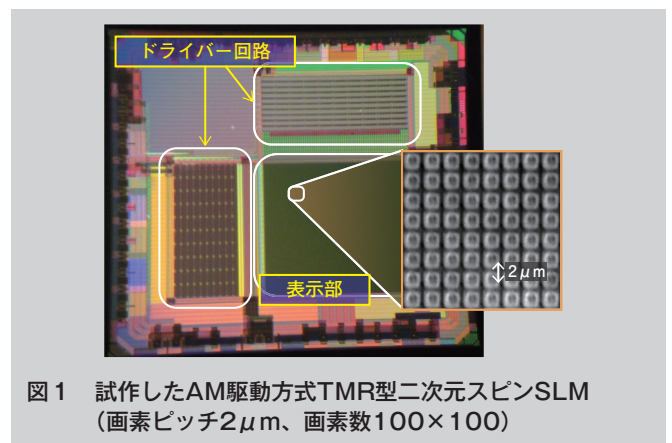 ドライバー回路
2μm
表示部
図1 試作したAM駆動方式TMR型二次元スピンSLM
(画素ピッチ2μm、画素数100×100)